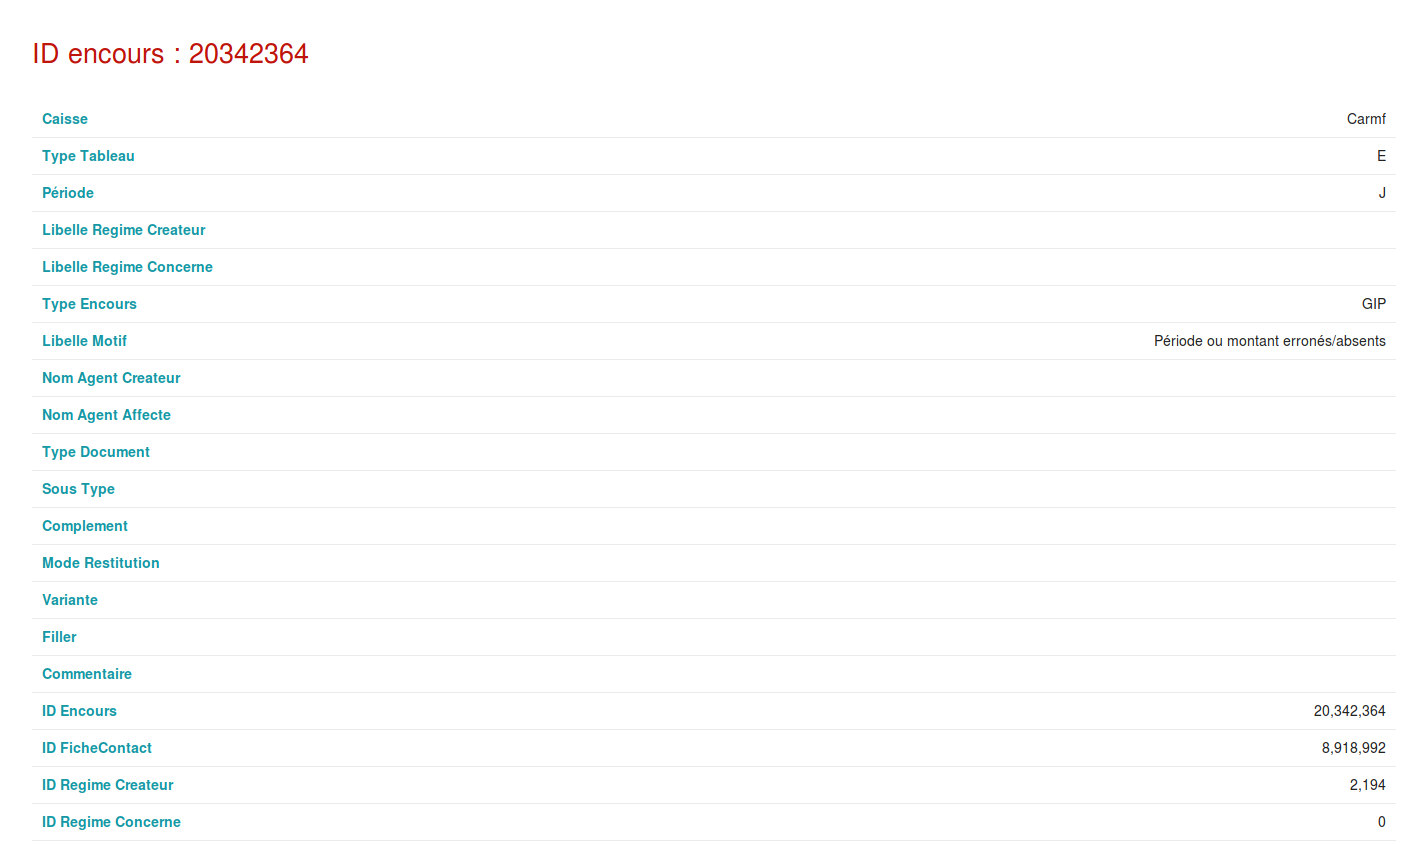 ID encours : 20342364
Caisse Carmf
Type Tableau E
Période J
Libelle Regime Createur
Libelle Regime Concerne
Type Encours GIP
Libelle Motif Période ou montant erronés/absents
Nom Agent Createur
Nom Agent Affecte
Type Document
Sous Type
Complement
Mode Restitution
Variante
Filler
Commentaire
ID Encours 20,342,364
ID FicheContact 8,918,992
ID Regime Createur 2,194
ID Regime Concerne 0